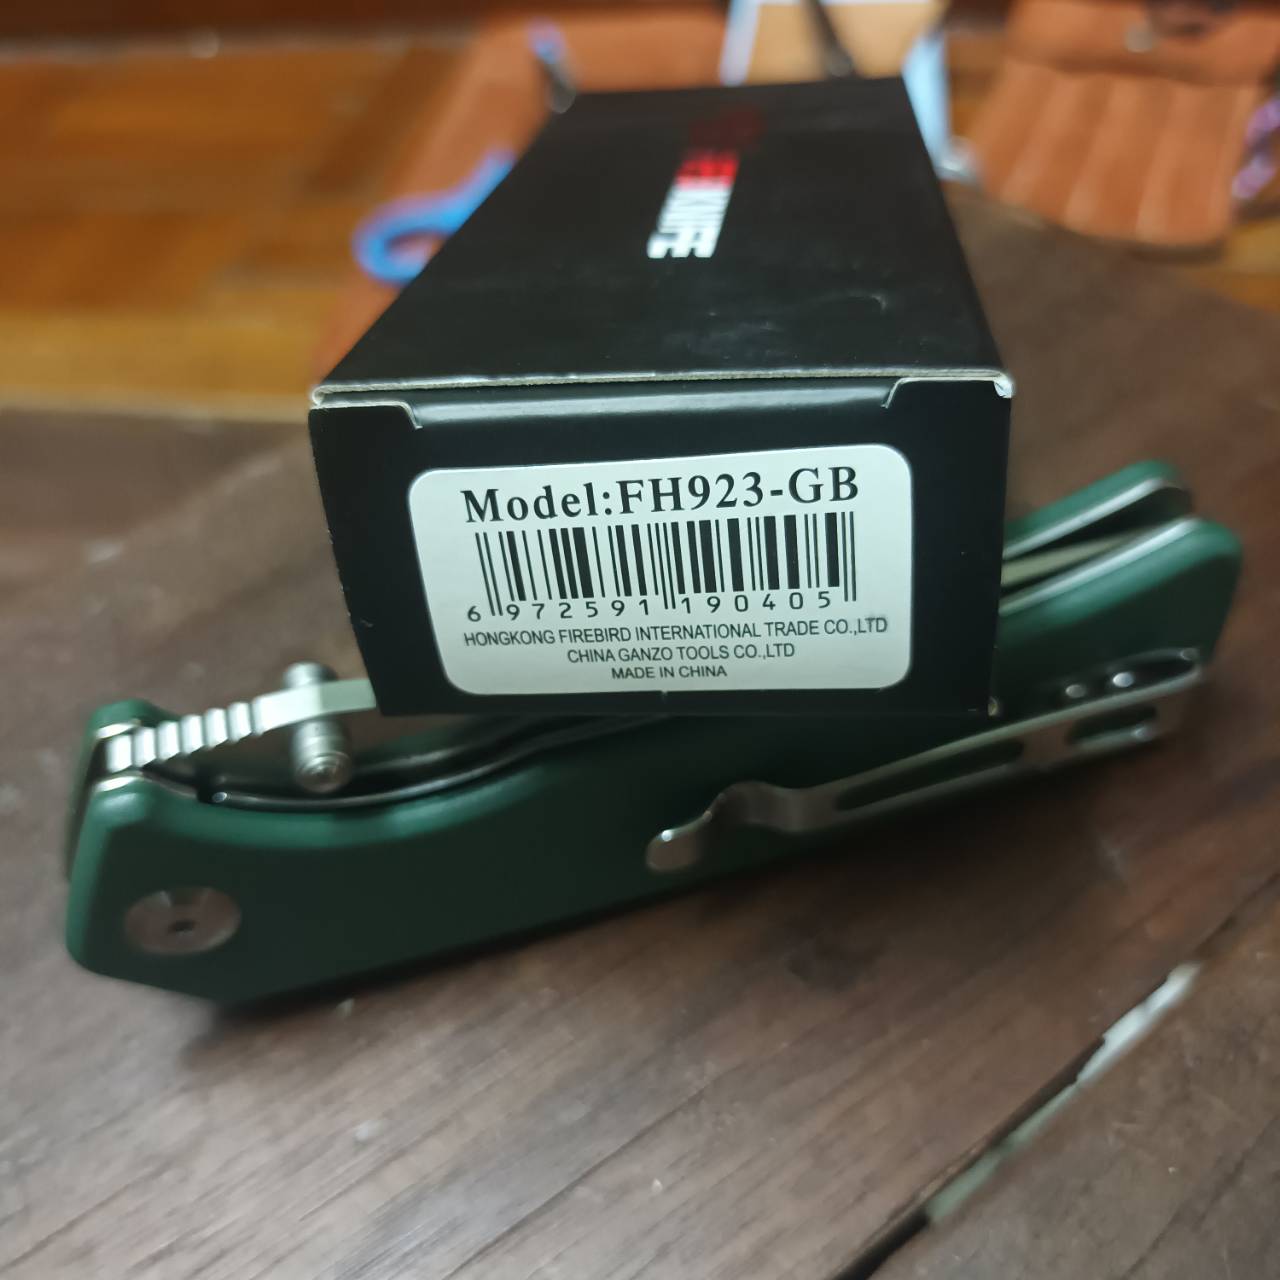 KNIFE
Model:FH923-GB
6 972591 190405
HONGKONG FIREBIRD INTERNATIONAL TRADE CO.,LTD
CHINA GANZO TOOLS CO.,LTD
MADE IN CHINA